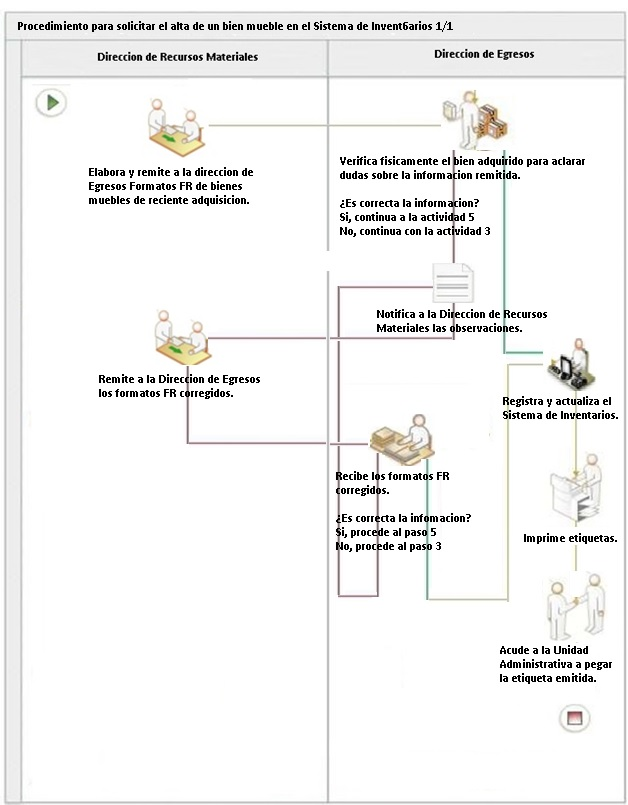 Procedimiento para solicitar el alta de un bien mueble en el Sistema de Invent6arios 1/1
Direccion de Recursos Materiales
Direccion de Egresos
Elabora y remite a la direccion de
Egresos Formatos FR de bienes
muebles de reciente adquisicion.
Verifica fisicamente el bien adquirido para aclarar
dudas sobre la informacion remitida.
¿Es correcta la informacion?
Si, continua a la actividad 5
No, continua con la actividad 3
Notifica a la Direccion de Recursos
Materiales las observaciones.
Remite a la Direccion de Egresos
los formatos FR corregidos.
Registra y actualiza el
Sistema de Inventarios.
Recibe los formatos FR
corregidos.
¿Es correcta la infomacion?
Si, procede al paso 5
No, procede al paso 3
Imprime etiquetas.
Acude a la Unidad
Administrativa a pegar
la etiqueta emitida.